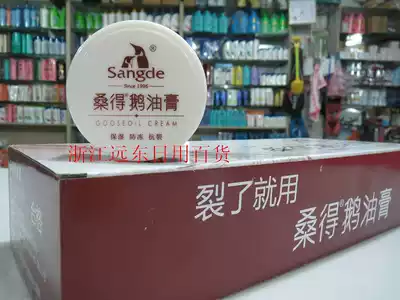 Sangde
Since 1996
桑得鹅油膏
GOOSEOIL CREAM
保湿 防冻 抗裂
浙江远东日用百货
裂了就用
桑得®鹅油膏